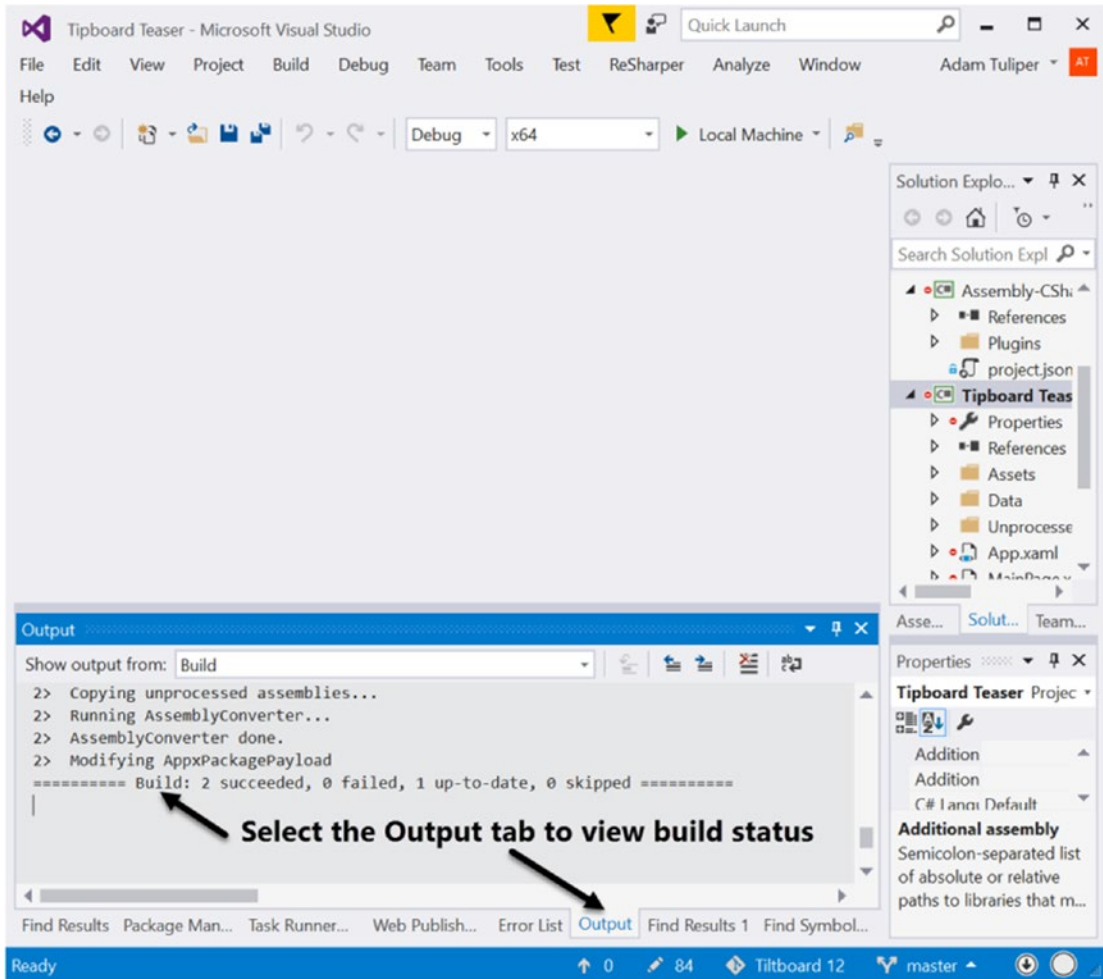 Tipboard Teaser - Microsoft Visual Studio
Quick Launch
File Edit View Project Build Debug Team Tools Test ReSharper Analyze Window Adam Tuliper AT
Help
Debug x64 Local Machine
Solution Explo...
Search Solution Expl
Assembly-CSha
References
Plugins
project.json
Tipboard Teas
Properties
References
Assets
Data
Unprocesse
App.xaml
MainPage.x
Asse... Solut... Team...
Output
Show output from: Build
2> Copying unprocessed assemblies...
2> Running AssemblyConverter...
2> AssemblyConverter done.
2> Modifying AppxPackagePayload
========== Build: 2 succeeded, 0 failed, 1 up-to-date, 0 skipped ==========
Select the Output tab to view build status
Properties
Tipboard Teaser Projec
Addition
Addition
C# Langu Default
Additional assembly
Semicolon-separated list
of absolute or relative
paths to libraries that m...
Find Results Package Man... Task Runner... Web Publish... Error List Output Find Results 1 Find Symbol...
Ready 0 84 Tiltboard 12 master